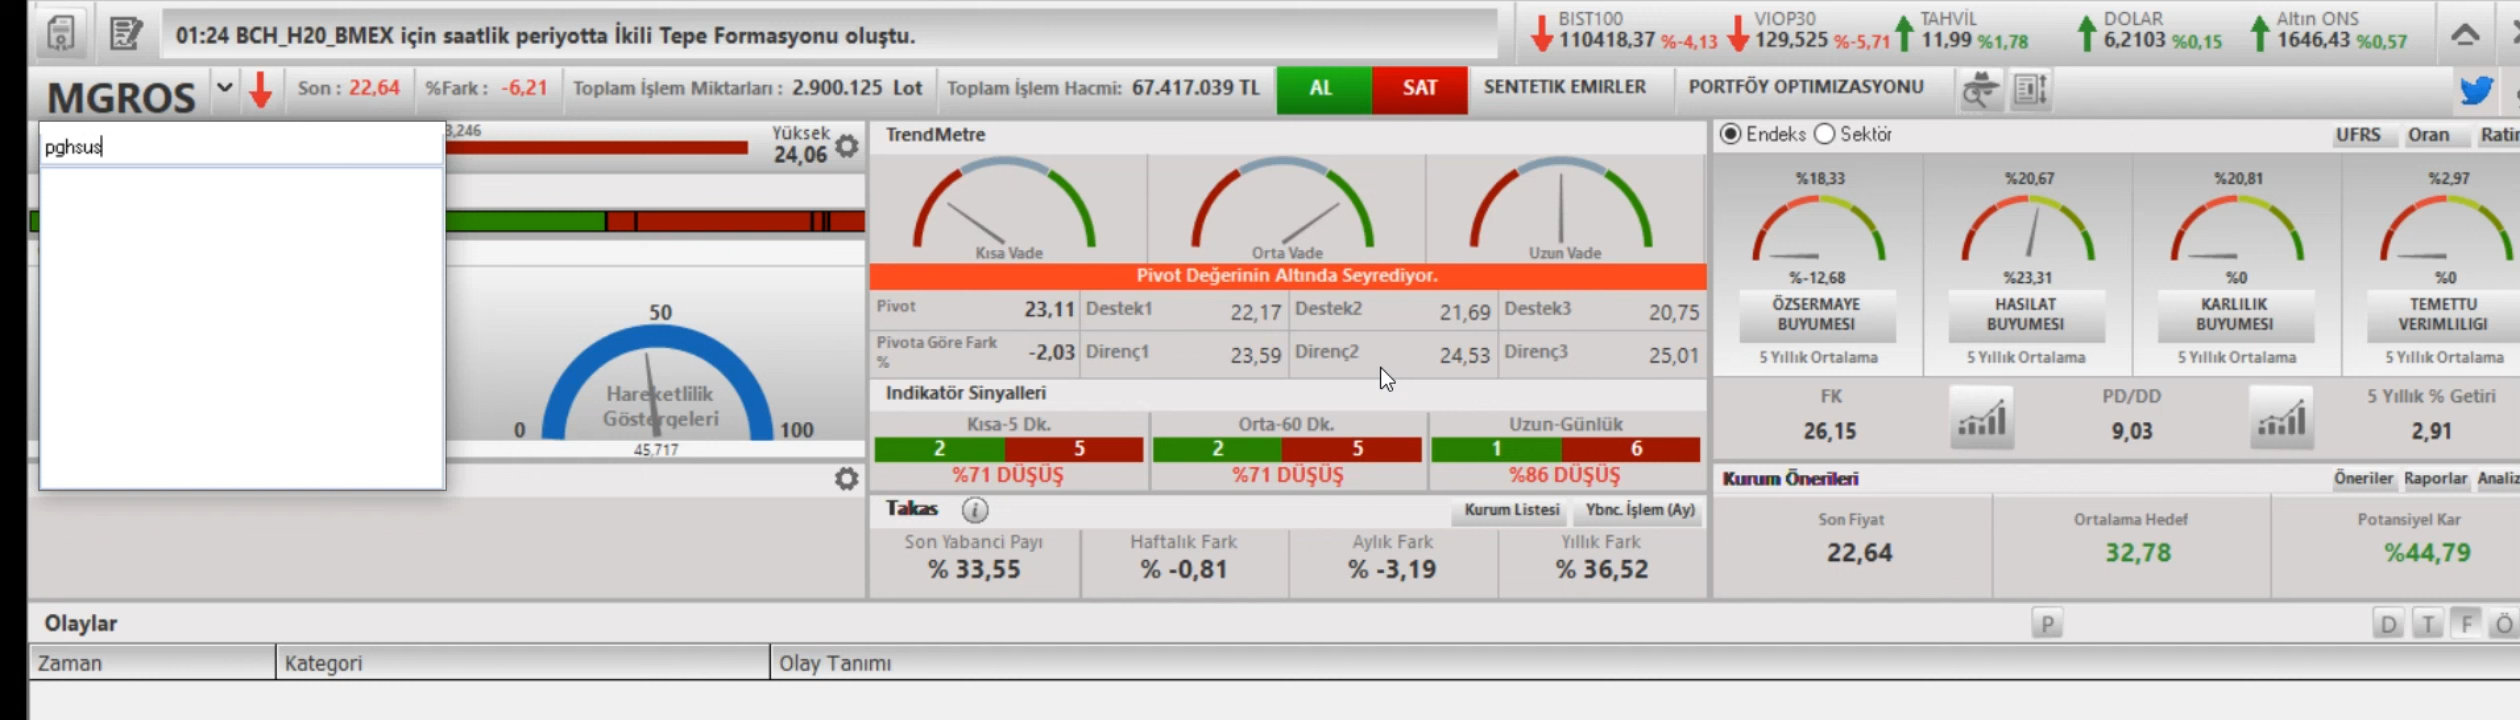 01:24 BCH_H20_BMEX için saatlik periyotta İkili Tepe Formasyonu oluştu.
BIST100 110418,37 %-4,13
VIOP30 129,525 %-5,71
TAHVİL 11,99 %1,78
DOLAR 6,2103 %0,15
Altın ONS 1646,43 %0,57
MGROS
Son : 22,64
%Fark : -6,21
Toplam İşlem Miktarları : 2.900.125 Lot
Toplam İşlem Hacmi: 67.417.039 TL
AL
SAT
SENTETIK EMIRLER
PORTFÖY OPTIMIZASYONU
pghsus
3,246
Yüksek
24,06
0
50
100
Hareketlilik
Göstergeleri
45,717
TrendMetre
Kısa Vade
Orta Vade
Uzun Vade
Pivot Değerinin Altında Seyrediyor.
Pivot 23,11 Destek1 22,17 Destek2 21,69 Destek3 20,75
Pivota Göre Fark % -2,03 Direnç1 23,59 Direnç2 24,53 Direnç3 25,01
Indikatör Sinyalleri
Kısa-5 Dk. Orta-60 Dk. Uzun-Günlük
2 5 2 5 1 6
%71 DÜŞÜŞ %71 DÜŞÜŞ %86 DÜŞÜŞ
Takas i Kurum Listesi Ybnc. İşlem (Ay)
Son Yabanci Payı Haftalık Fark Aylık Fark Yıllık Fark
% 33,55 % -0,81 % -3,19 % 36,52
Endeks Sektör UFRS Oran
%18,33 %20,67 %20,81 %2,97
%-12,68 %23,31 %0 %0
ÖZSERMAYE HASILAT KARLILIK TEMETTU
BUYUMESI BUYUMESI BUYUMESI VERIMLILIGI
5 Yıllık Ortalama 5 Yıllık Ortalama 5 Yıllık Ortalama 5 Yıllık Ortalama
FK PD/DD 5 Yıllık % Getiri
26,15 9,03 2,91
Kurum Önerileri Öneriler Raporlar
Son Fiyat Ortalama Hedef Potansiyel Kar
22,64 32,78 %44,79
Olaylar P D T F Ö
Zaman Kategori Olay Tanımı